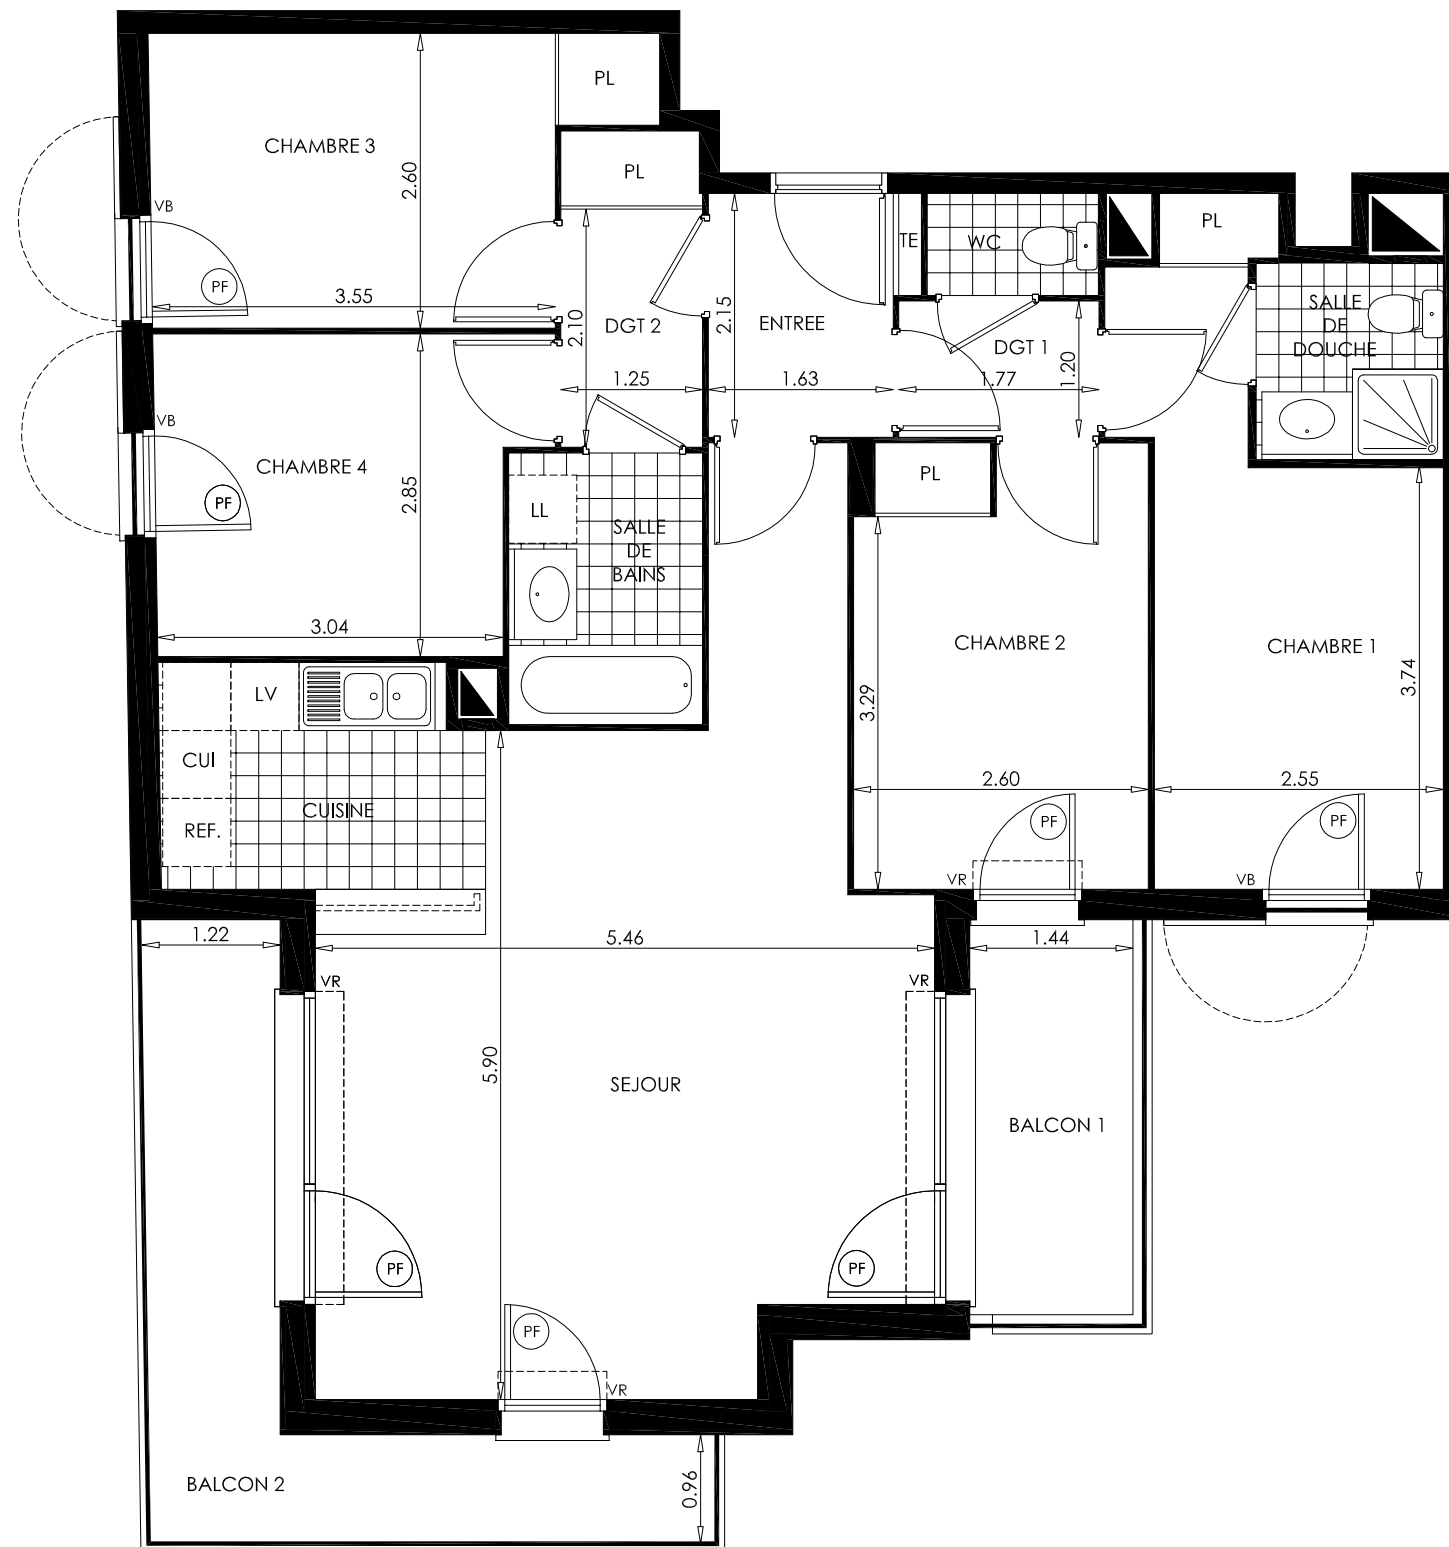 PL
CHAMBRE 3
2.60
PL
VB
PF
3.55
2.10
DGT 2
2.15
ENTREE
TE
WC
PL
SALLE
DE
DOUCHE
DGT 1
1.20
1.25
1.63
1.77
VB
CHAMBRE 4
2.85
PF
LL
SALLE
DE
BAINS
PL
3.04
CHAMBRE 2
CHAMBRE 1
3.74
3.29
LV
CUI
CUISINE
REF.
2.60
2.55
PF
PF
VR
VB
1.22
5.46
1.44
VR
VR
5.90
SEJOUR
BALCON 1
PF
PF
PF
VR
BALCON 2
0.96